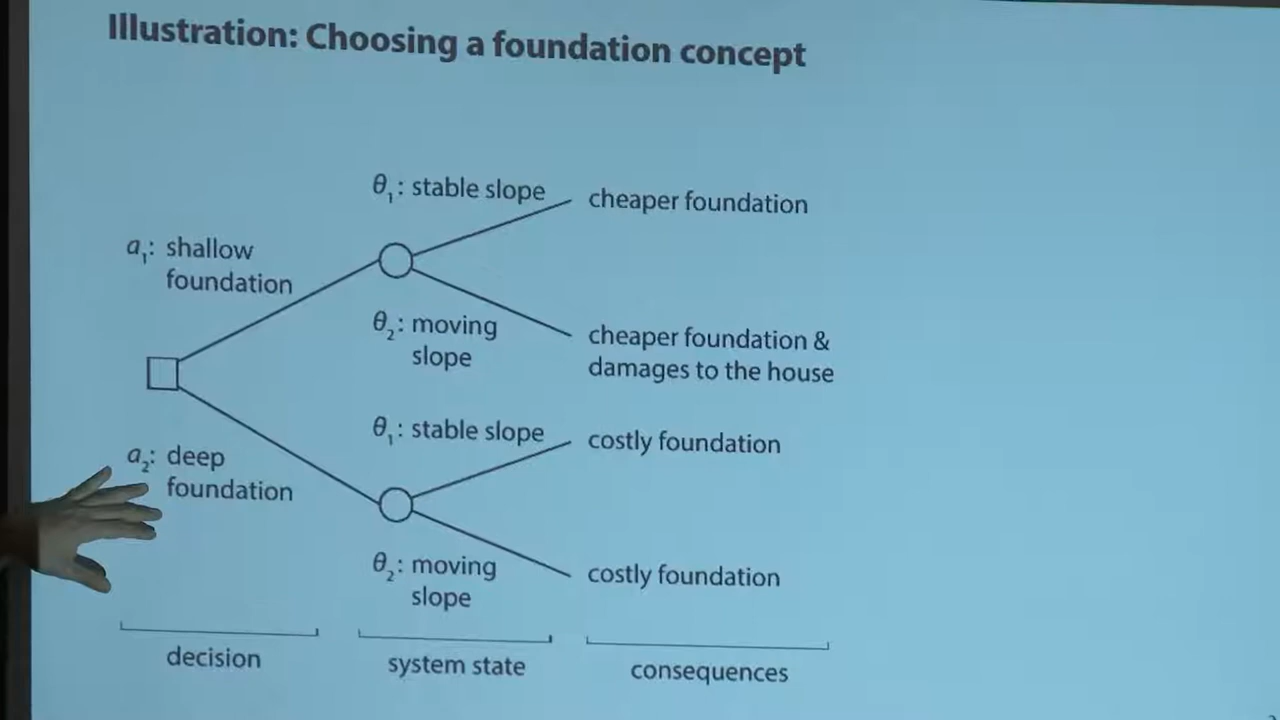 Illustration: Choosing a foundation concept
θ₁: stable slope
cheaper foundation
a₁: shallow
foundation
θ₂: moving
slope
cheaper foundation &
damages to the house
θ₁: stable slope
costly foundation
a₂: deep
foundation
θ₂: moving
slope
costly foundation
decision
system state
consequences